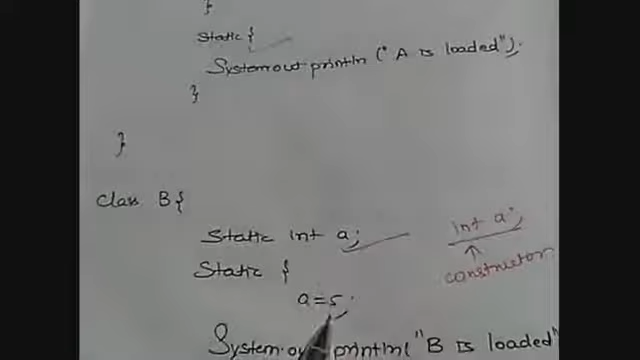 }
Static {
System.out.println ("A is loaded");
}
}
Class B{
Static int a;
int a;
Static {
constructor
a=5;
System.out println("B is loaded"